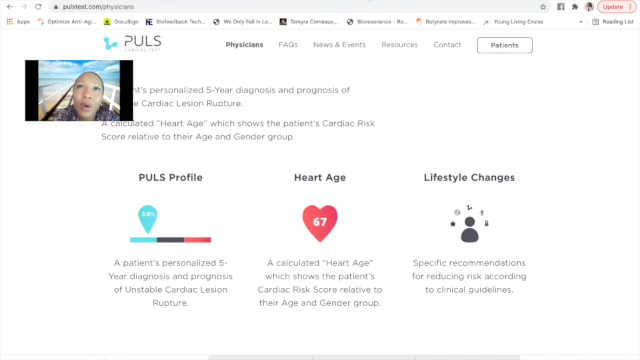 pulstest.com/physicians
Update
Apps
Optimize Anti-Agi...
DocuSign
Biofeedback Devic...
We Only Fall in Lo...
Tamyra Comeaux,...
Bioresonance - Re...
Butyrate Improves...
Young Living Cruise
Reading List
PULS
CARDIAC TEST
Physicians
FAQs
News & Events
Resources
Contact
Patients
personalized 5-Year diagnosis and prognosis of
Cardiac Lesion Rupture.
A calculated “Heart Age” which shows the patient’s Cardiac Risk
Score relative to their Age and Gender group.
PULS Profile
Heart Age
Lifestyle Changes
67
A patient’s personalized 5-
Year diagnosis and prognosis
of Unstable Cardiac Lesion
Rupture.
A calculated “Heart Age”
which shows the patient’s
Cardiac Risk Score relative to
their Age and Gender group.
Specific recommendations
for reducing risk according
to clinical guidelines.